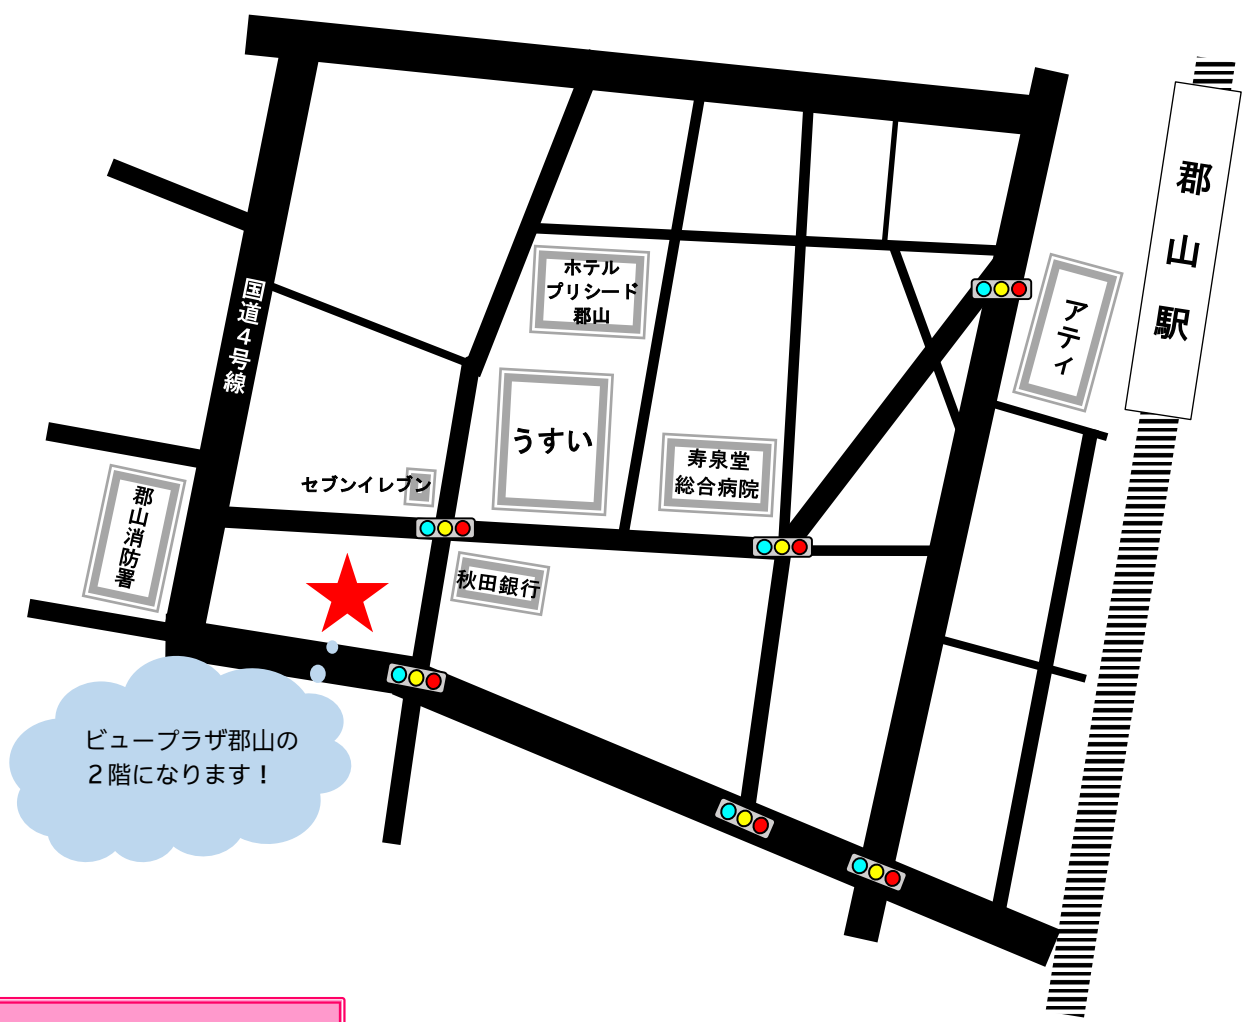 郡山駅
アティ
国道4号線
ホテル
プリシード
郡山
うすい
寿泉堂
総合病院
セブンイレブン
郡山消防署
秋田銀行
ビュープラザ郡山の
２階になります！